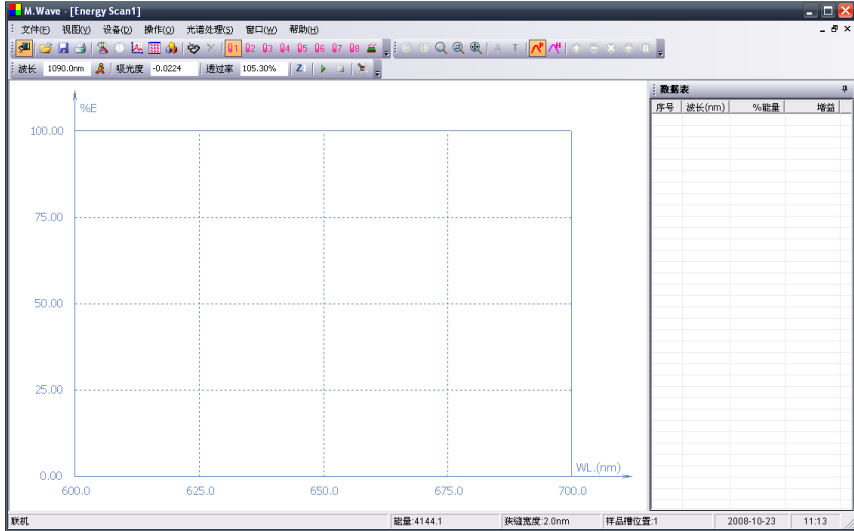 M.Wave - [Energy Scan1]
文件(F) 视图(V) 设备(D) 操作(O) 光谱处理(S) 窗口(W) 帮助(H)
01 02 03 04 05 06 07 08 A T
波长 1090.0nm 吸光度 -0.0224 透过率 105.30% Z
数据表
序号 波长(nm) %能量 增益
%E
100.00
75.00
50.00
25.00
0.00
WL.(nm)
600.0 625.0 650.0 675.0 700.0
联机 能量:4144.1 狭缝宽度:2.0nm 样品槽位置:1 2008-10-23 11:13